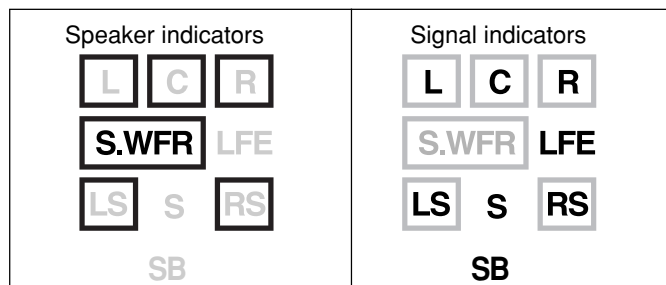 Speaker indicators
L C R
S.WFR LFE
LS S RS
SB
Signal indicators
L C R
S.WFR LFE
LS S RS
SB